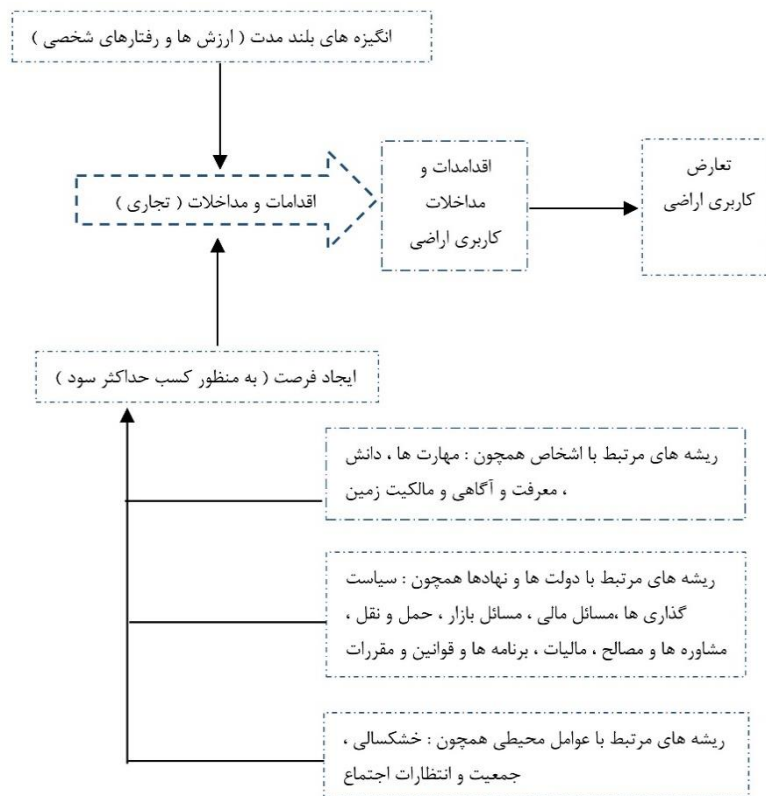 انگیزه های بلند مدت ( ارزش ها و رفتارهای شخصی )
اقدامات و مداخلات ( تجاری )
اقدامدات و
مداخلات
کاربری اراضی
تعارض
کاربری اراضی
ایجاد فرصت ( به منظور کسب حداکثر سود )
ریشه های مرتبط با اشخاص همچون : مهارت ها ، دانش
، معرفت و آگاهی و مالکیت زمین
ریشه های مرتبط با دولت ها و نهادها همچون : سیاست
گذاری ها ،مسائل مالی ، مسائل بازار ، حمل و نقل ،
مشاوره ها و مصالح ، مالیات ، برنامه ها و قوانین و مقررات
ریشه های مرتبط با عوامل محیطی همچون : خشکسالی ،
جمعیت و انتظارات اجتماع